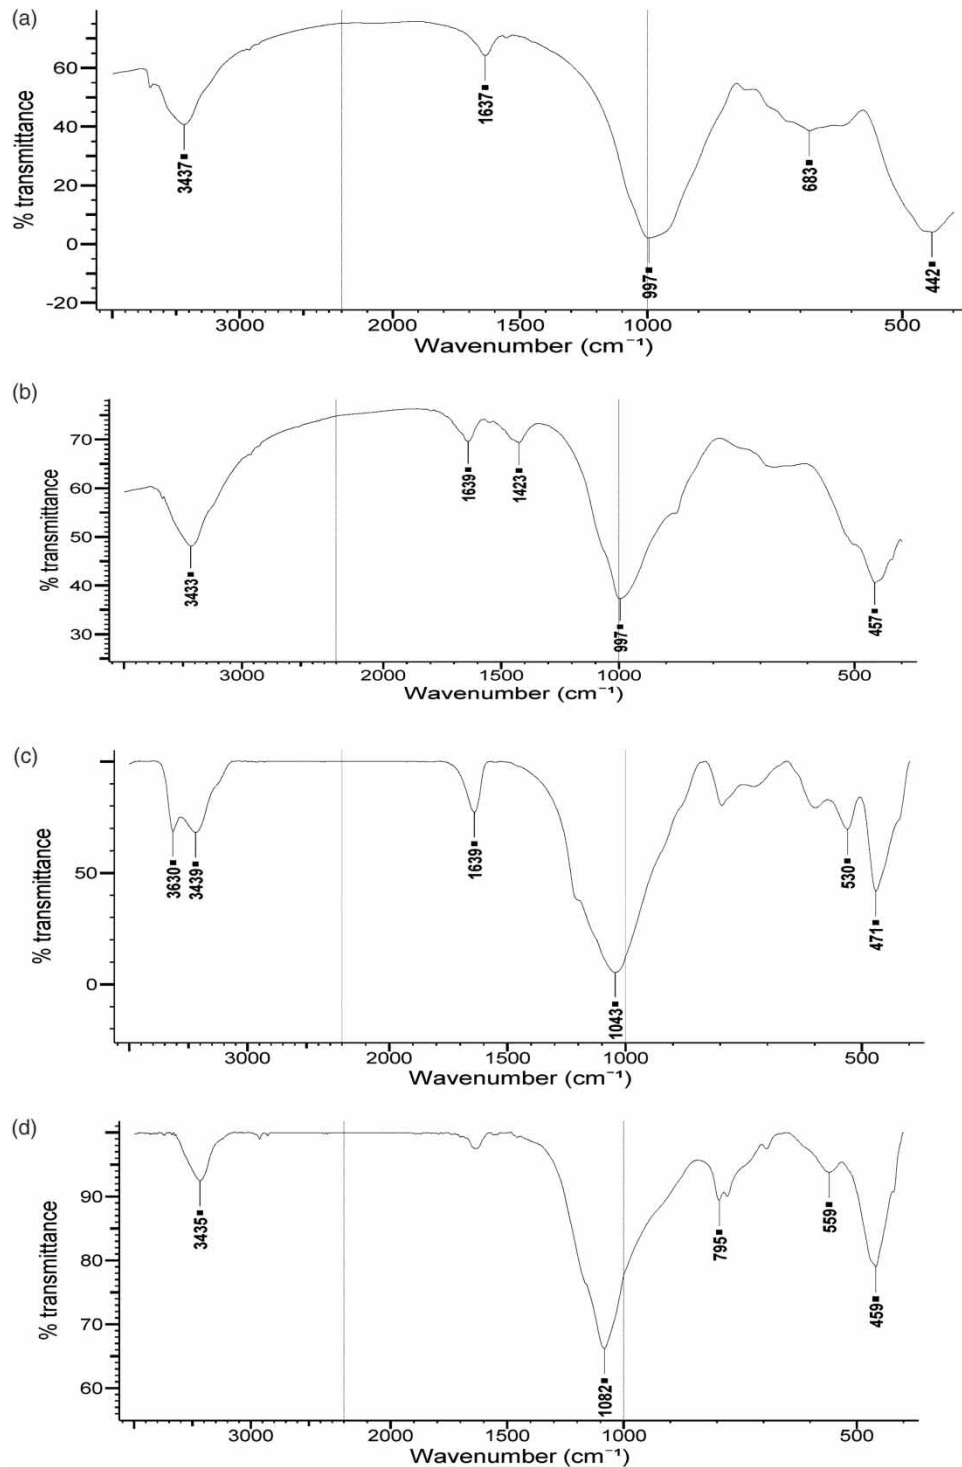 (a)
% transmittance
60
40
20
0
-20
3437
1637
997
683
442
3000 2000 1500 1000 500
Wavenumber (cm⁻¹)
(b)
% transmittance
70
60
50
40
30
3433
1639
1423
997
457
3000 2000 1500 1000 500
Wavenumber (cm⁻¹)
(c)
% transmittance
50
0
3630
3439
1639
1043
530
471
3000 2000 1500 1000 500
Wavenumber (cm⁻¹)
(d)
% transmittance
90
80
70
60
3435
1082
795
559
459
3000 2000 1500 1000 500
Wavenumber (cm⁻¹)